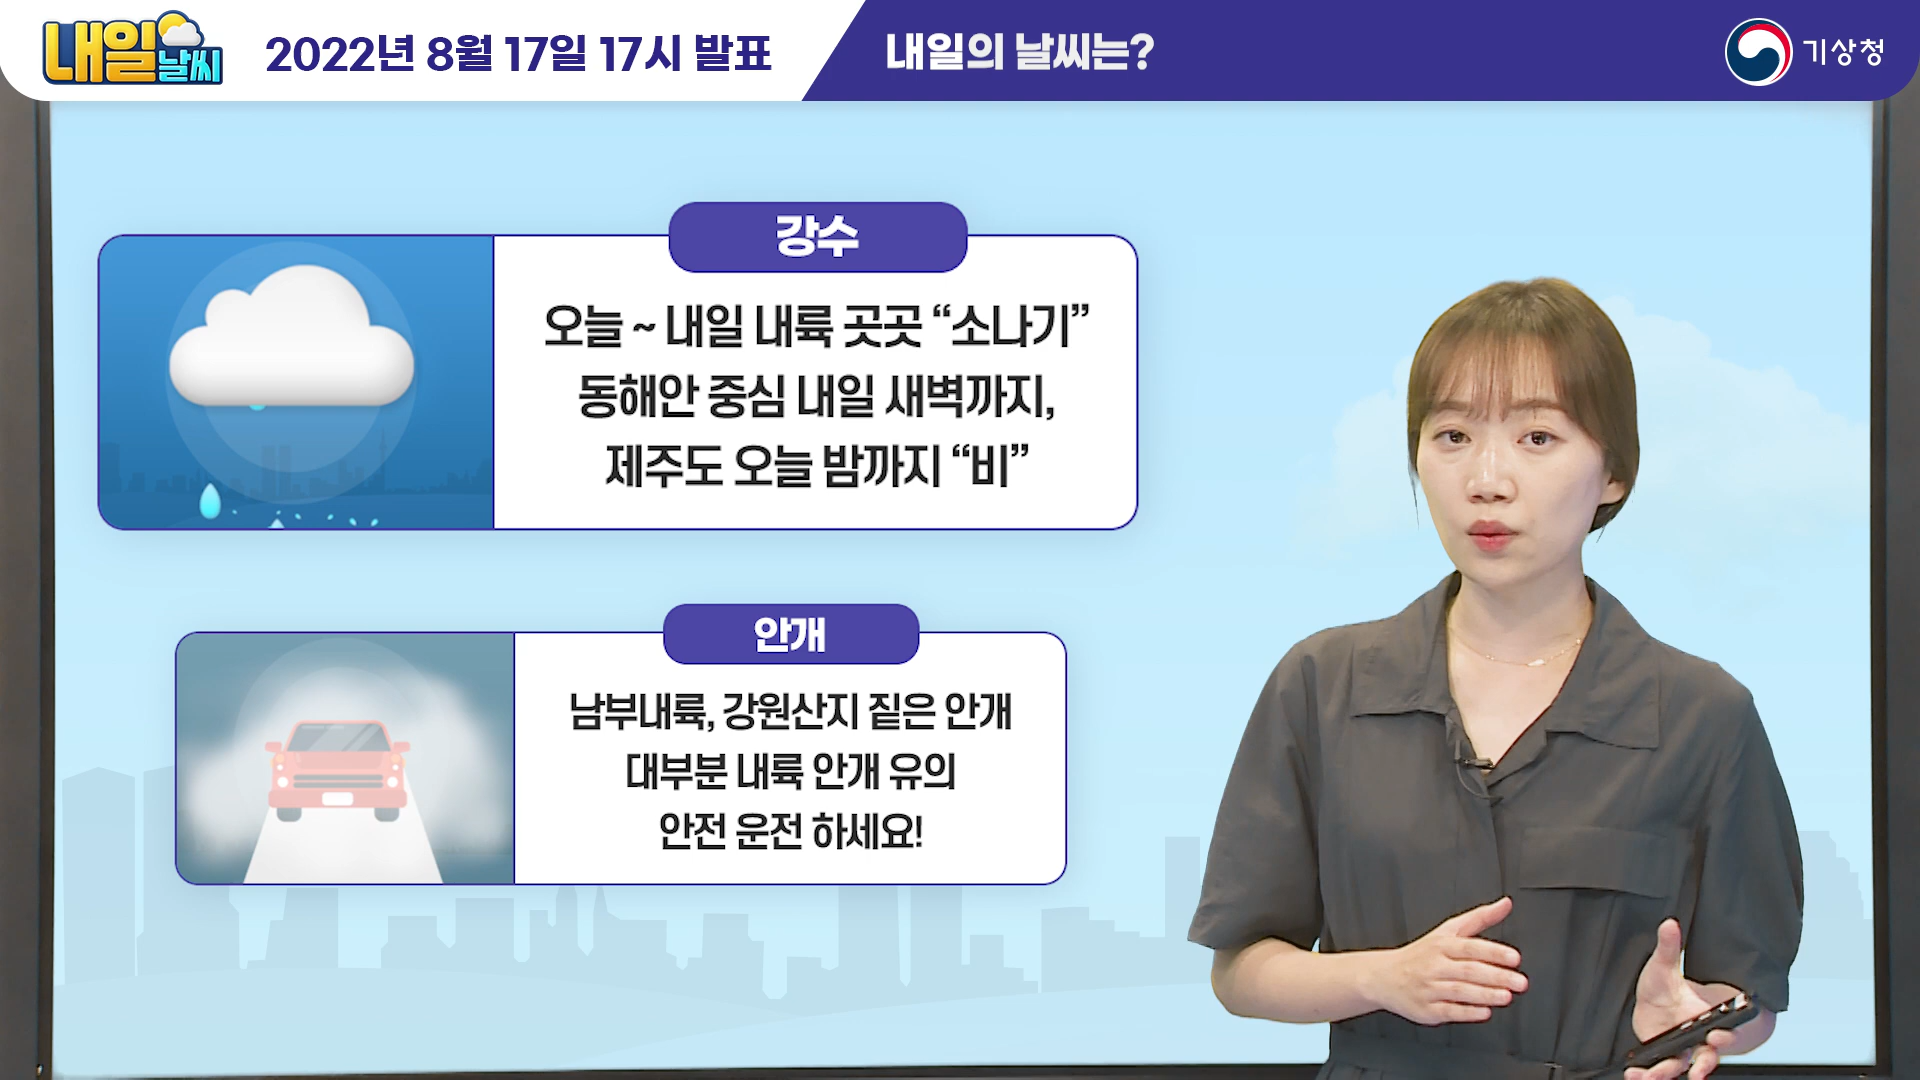 내일날씨
2022년 8월 17일 17시 발표
내일의 날씨는?
기상청
강수
오늘 ~ 내일 내륙 곳곳 “소나기”
동해안 중심 내일 새벽까지,
제주도 오늘 밤까지 “비”
안개
남부내륙, 강원산지 짙은 안개
대부분 내륙 안개 유의
안전 운전 하세요!